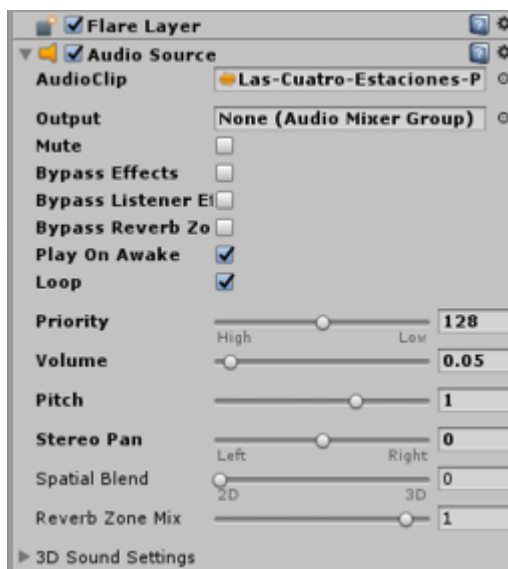 Flare Layer
Audio Source
AudioClip Las-Cuatro-Estaciones-P
Output None (Audio Mixer Group)
Mute
Bypass Effects
Bypass Listener Ef
Bypass Reverb Zo
Play On Awake
Loop
Priority 128
High Low
Volume 0.05
Pitch 1
Stereo Pan 0
Left Right
Spatial Blend 0
2D 3D
Reverb Zone Mix 1
3D Sound Settings